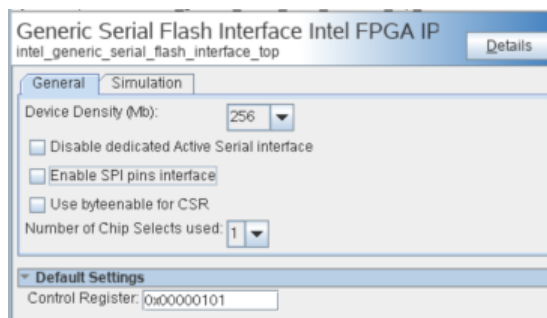 Generic Serial Flash Interface Intel FPGA IP
intel_generic_serial_flash_interface_top
Details
General
Simulation
Device Density (Mb): 256
Disable dedicated Active Serial interface
Enable SPI pins interface
Use byteenable for CSR
Number of Chip Selects used: 1
Default Settings
Control Register: 0x00000101